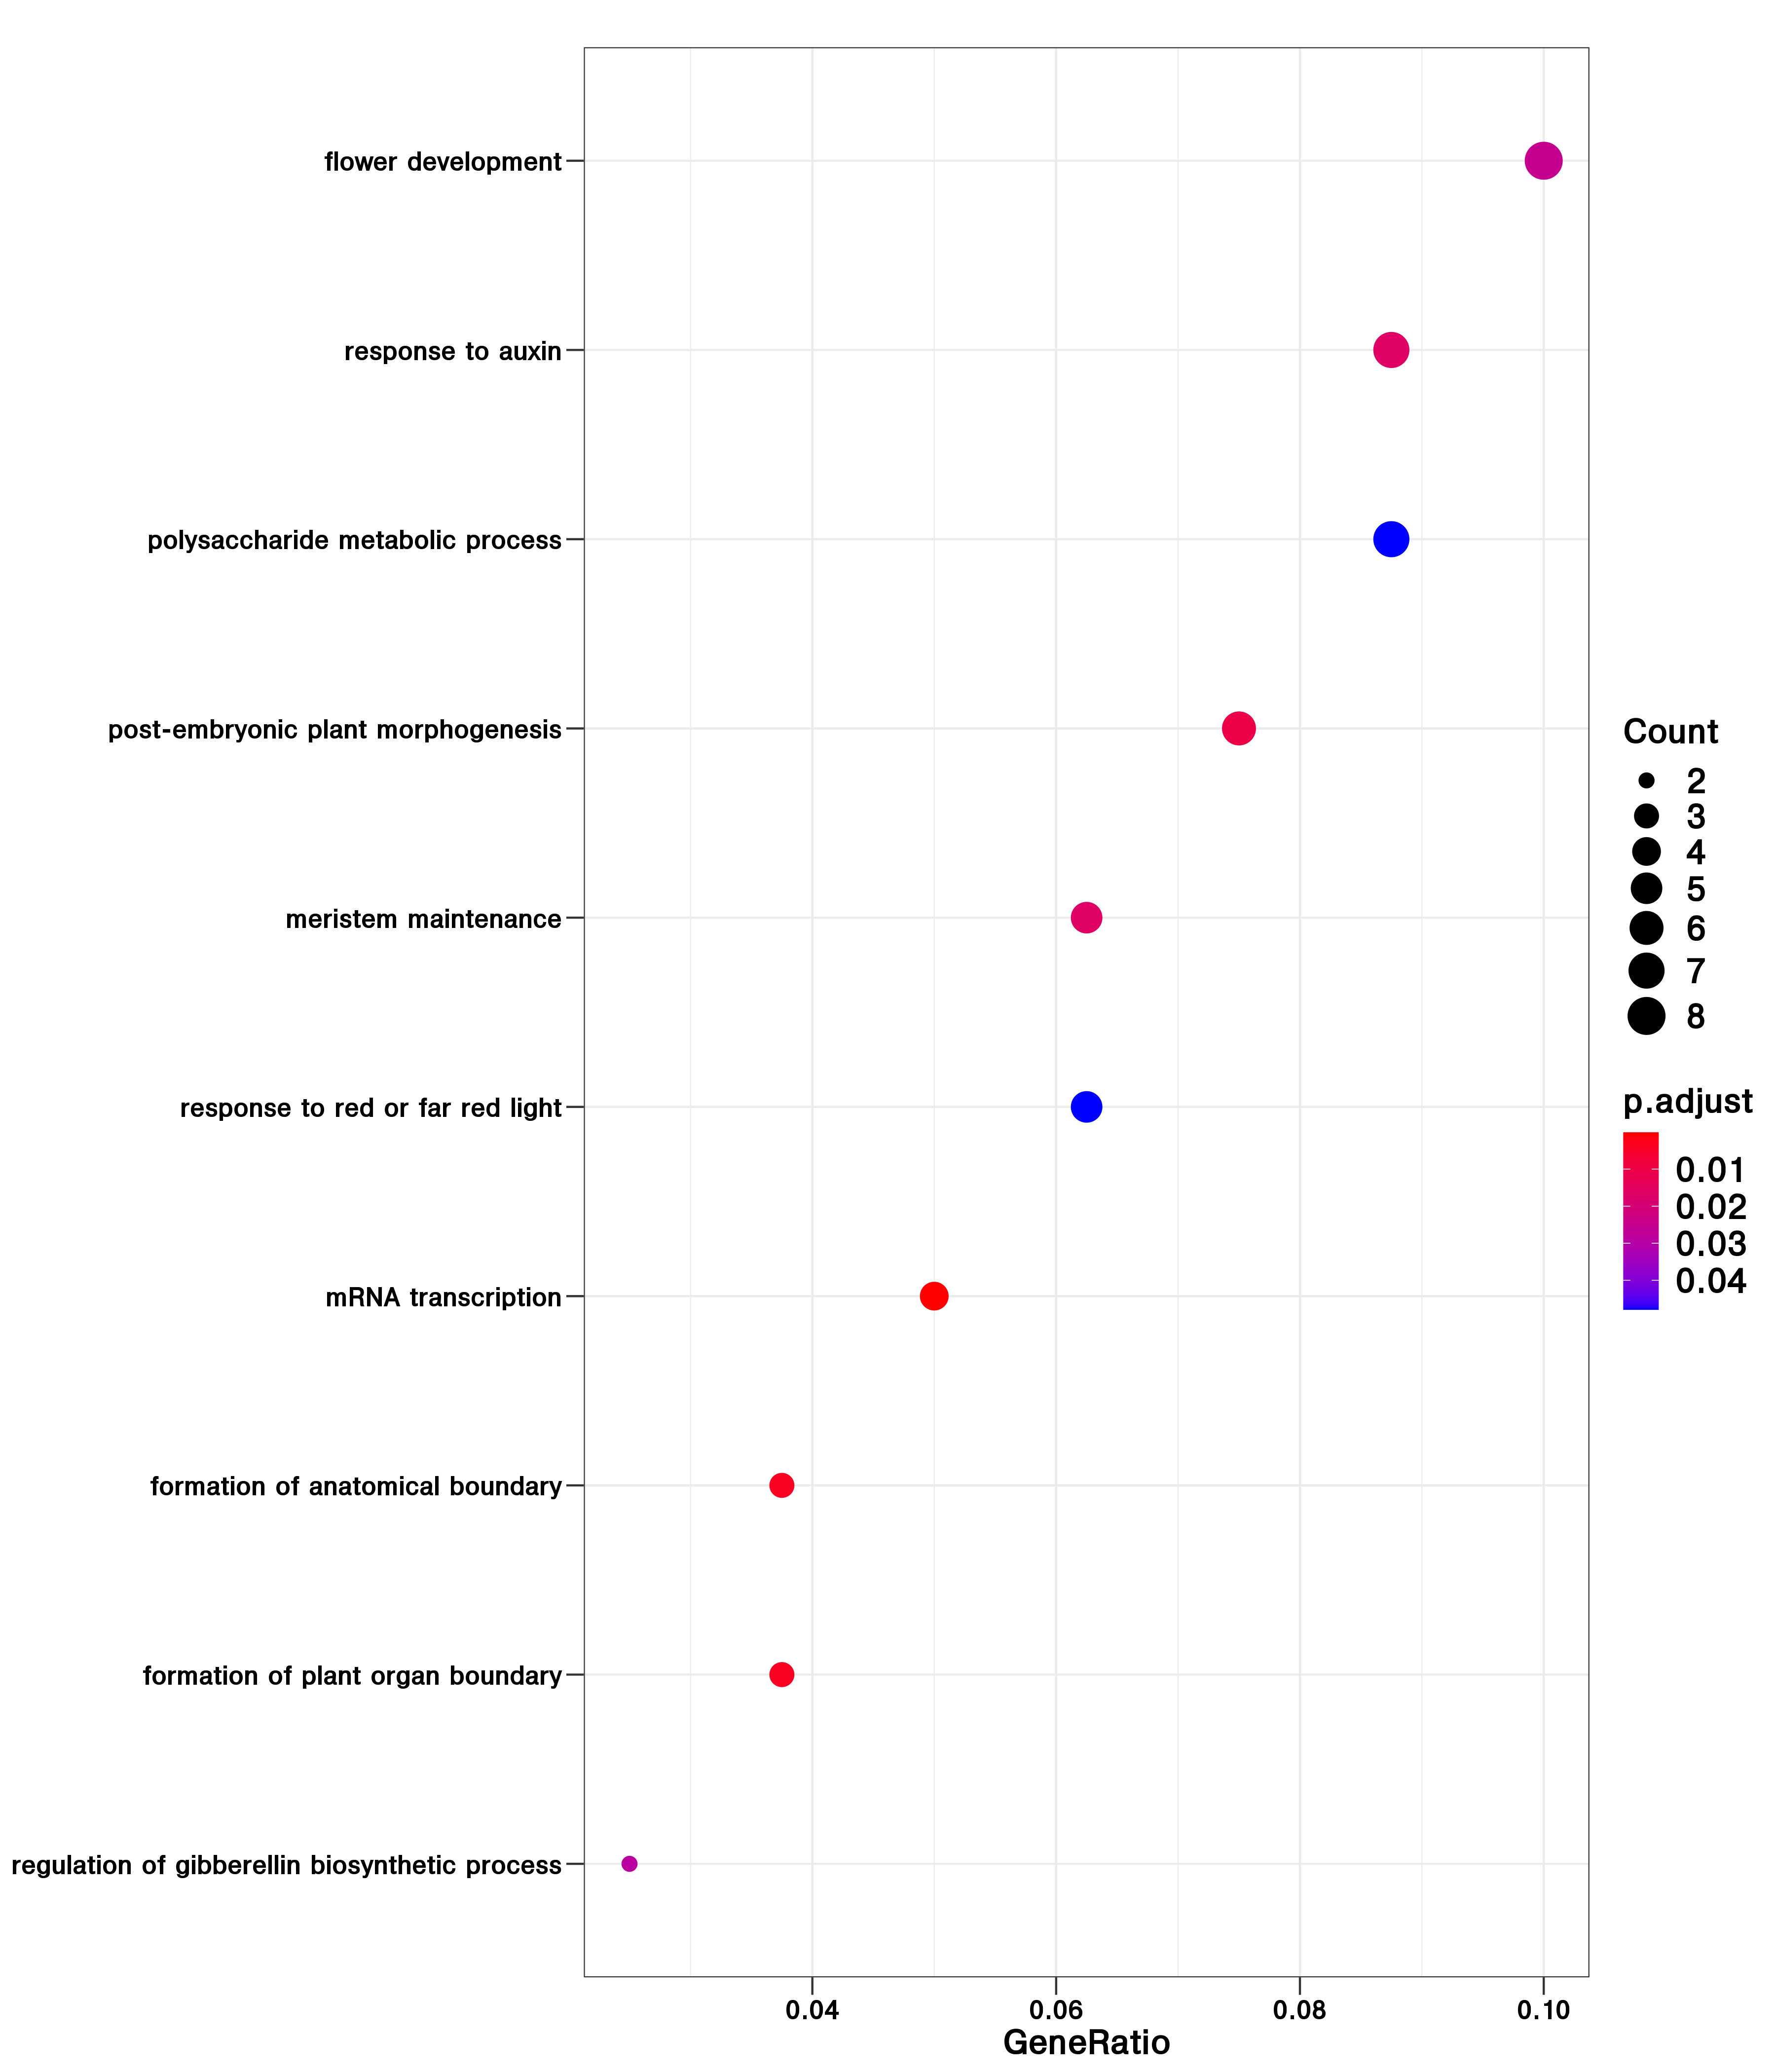 flower development
response to auxin
polysaccharide metabolic process
post-embryonic plant morphogenesis
meristem maintenance
response to red or far red light
mRNA transcription
formation of anatomical boundary
formation of plant organ boundary
regulation of gibberellin biosynthetic process
0.04 0.06 0.08 0.10
GeneRatio
Count
2
3
4
5
6
7
8
p.adjust
0.01
0.02
0.03
0.04